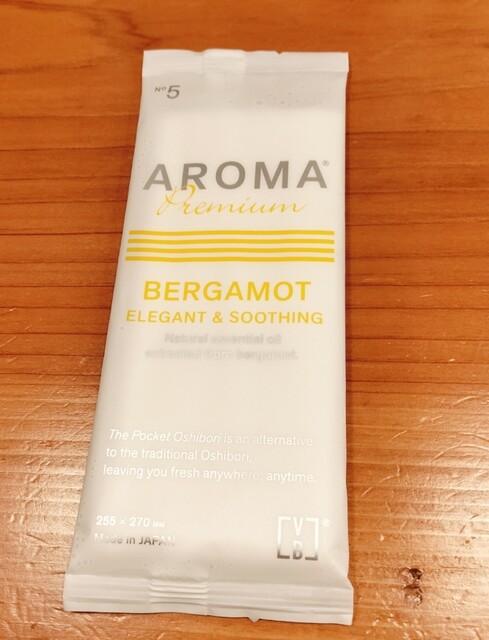 Nº5
AROMA®
Premium
BERGAMOT
ELEGANT & SOOTHING
Natural essential oil
extracted from bergamot.
The Pocket Oshibori is an alternative
to the traditional Oshibori,
leaving you fresh anywhere, anytime.
255 × 270 MM
Made in JAPAN
VB®